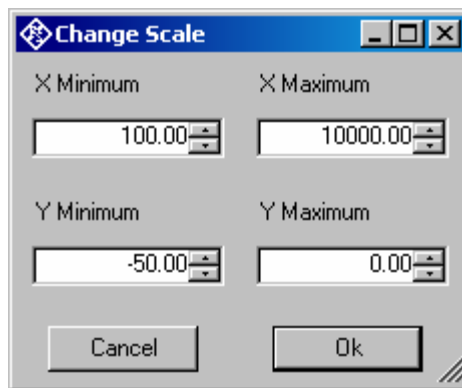 Change Scale
X Minimum X Maximum
100.00 10000.00
Y Minimum Y Maximum
-50.00 0.00
Cancel Ok